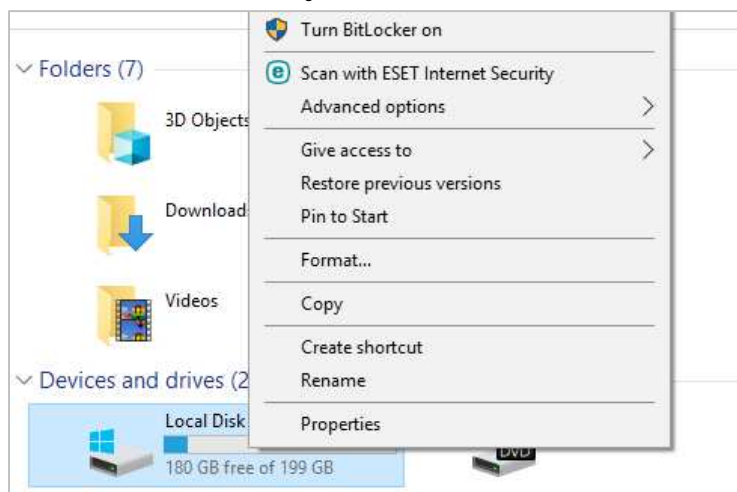 Turn BitLocker on
Folders (7)
Scan with ESET Internet Security
3D Objects
Advanced options
Give access to
Restore previous versions
Download
Pin to Start
Format...
Videos
Copy
Create shortcut
Devices and drives (2
Rename
Local Disk
Properties
180 GB free of 199 GB
DVD